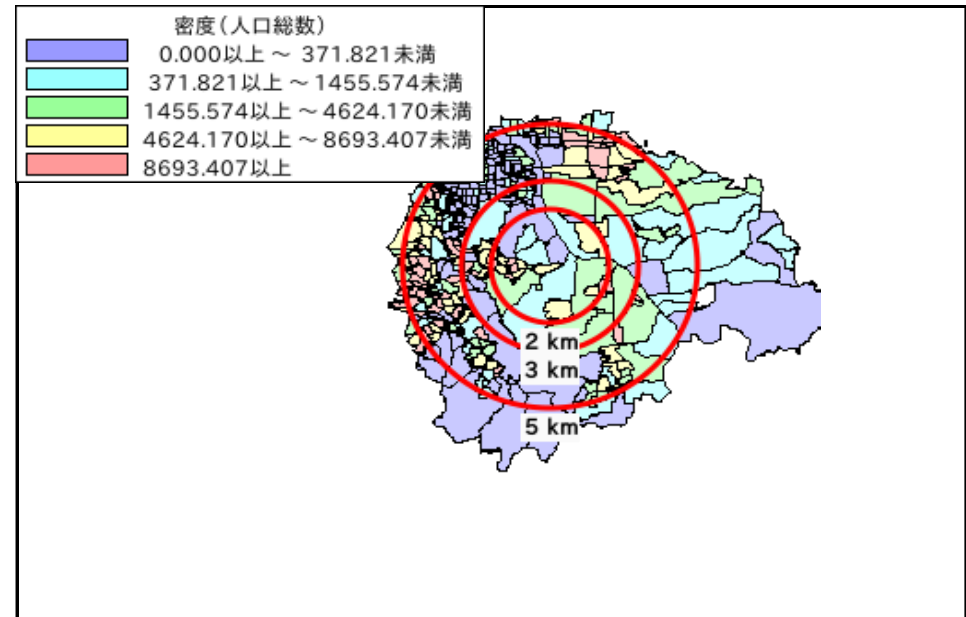 密度(人口総数)
0.000以上 ～ 371.821未満
371.821以上 ～ 1455.574未満
1455.574以上 ～ 4624.170未満
4624.170以上 ～ 8693.407未満
8693.407以上
2 km
3 km
5 km